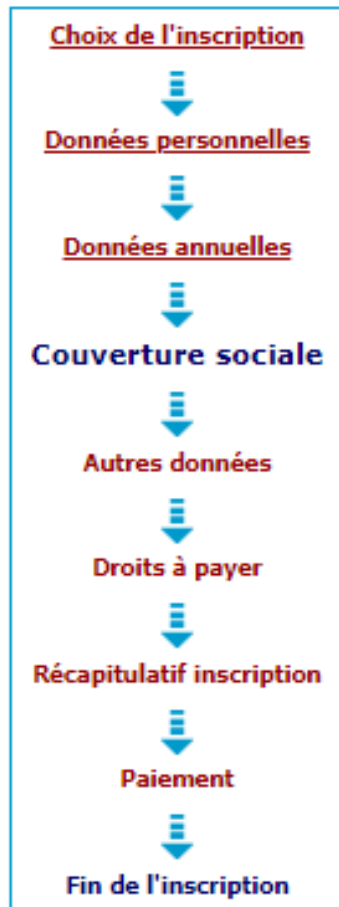 Choix de l'inscription
Données personnelles
Données annuelles
Couverture sociale
Autres données
Droits à payer
Récapitulatif inscription
Paiement
Fin de l'inscription